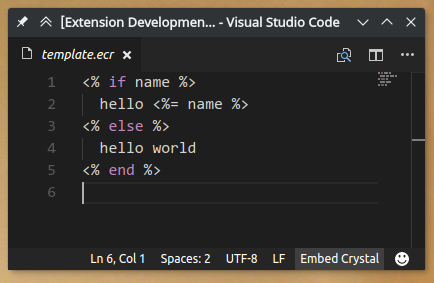 [Extension Developmen... - Visual Studio Code
template.ecr
1 <% if name %>
2   hello <%= name %>
3 <% else %>
4   hello world
5 <% end %>
6
Ln 6, Col 1 Spaces: 2 UTF-8 LF Embed Crystal